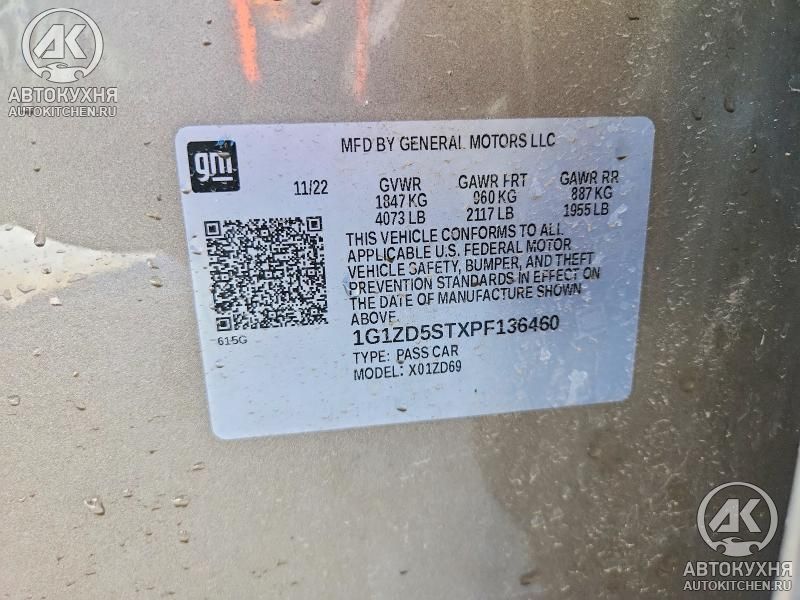 AK
АВТОКУХНЯ
AUTOKITCHEN.RU
gm
MFD BY GENERAL MOTORS LLC
11/22 GVWR GAWR FRT GAWR RR
1847 KG 960 KG 887 KG
4073 LB 2117 LB 1955 LB
THIS VEHICLE CONFORMS TO ALL
APPLICABLE U.S. FEDERAL MOTOR
VEHICLE SAFETY, BUMPER, AND THEFT
PREVENTION STANDARDS IN EFFECT ON
THE DATE OF MANUFACTURE SHOWN
ABOVE.
615G
1G1ZD5STXPF136460
TYPE: PASS CAR
MODEL: X01ZD69
AK
АВТОКУХНЯ
AUTOKITCHEN.RU